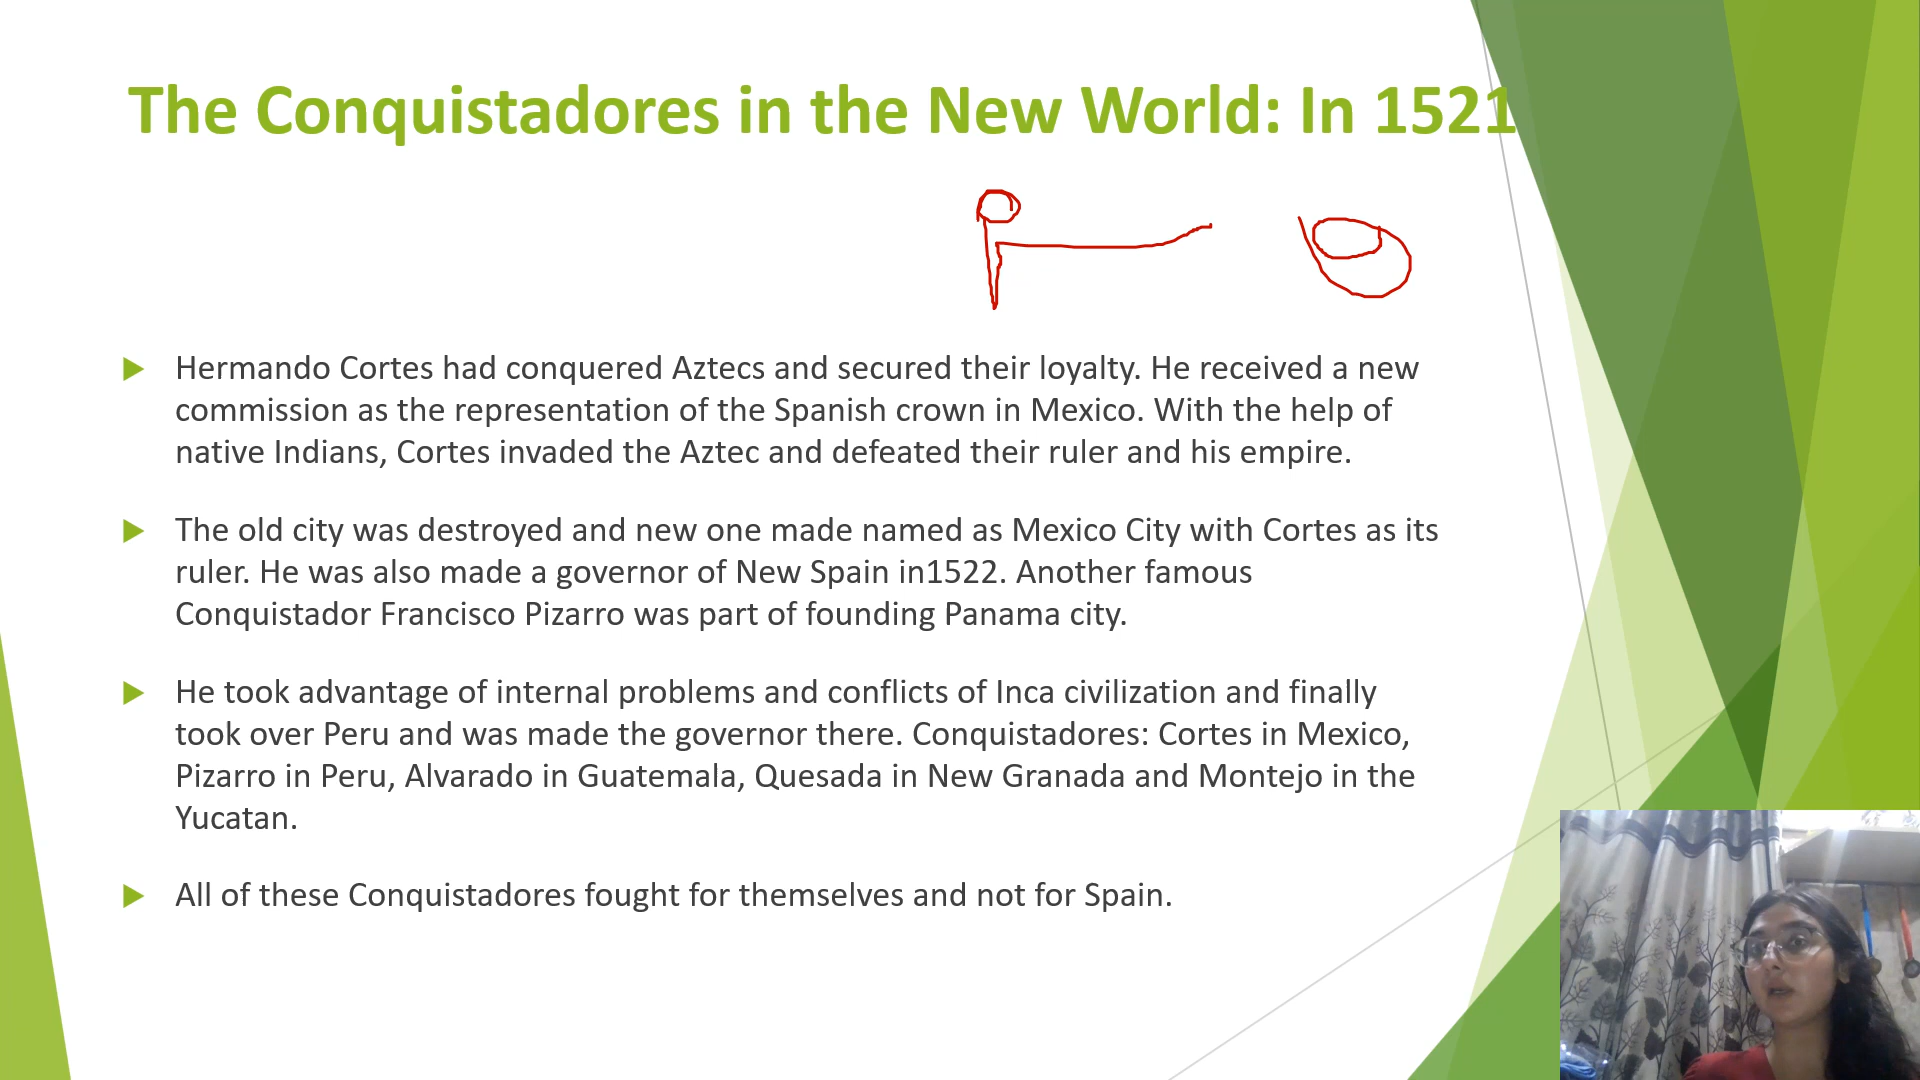 The Conquistadores in the New World: In 1521
Hermando Cortes had conquered Aztecs and secured their loyalty. He received a new
commission as the representation of the Spanish crown in Mexico. With the help of
native Indians, Cortes invaded the Aztec and defeated their ruler and his empire.
The old city was destroyed and new one made named as Mexico City with Cortes as its
ruler. He was also made a governor of New Spain in1522. Another famous
Conquistador Francisco Pizarro was part of founding Panama city.
He took advantage of internal problems and conflicts of Inca civilization and finally
took over Peru and was made the governor there. Conquistadores: Cortes in Mexico,
Pizarro in Peru, Alvarado in Guatemala, Quesada in New Granada and Montejo in the
Yucatan.
All of these Conquistadores fought for themselves and not for Spain.